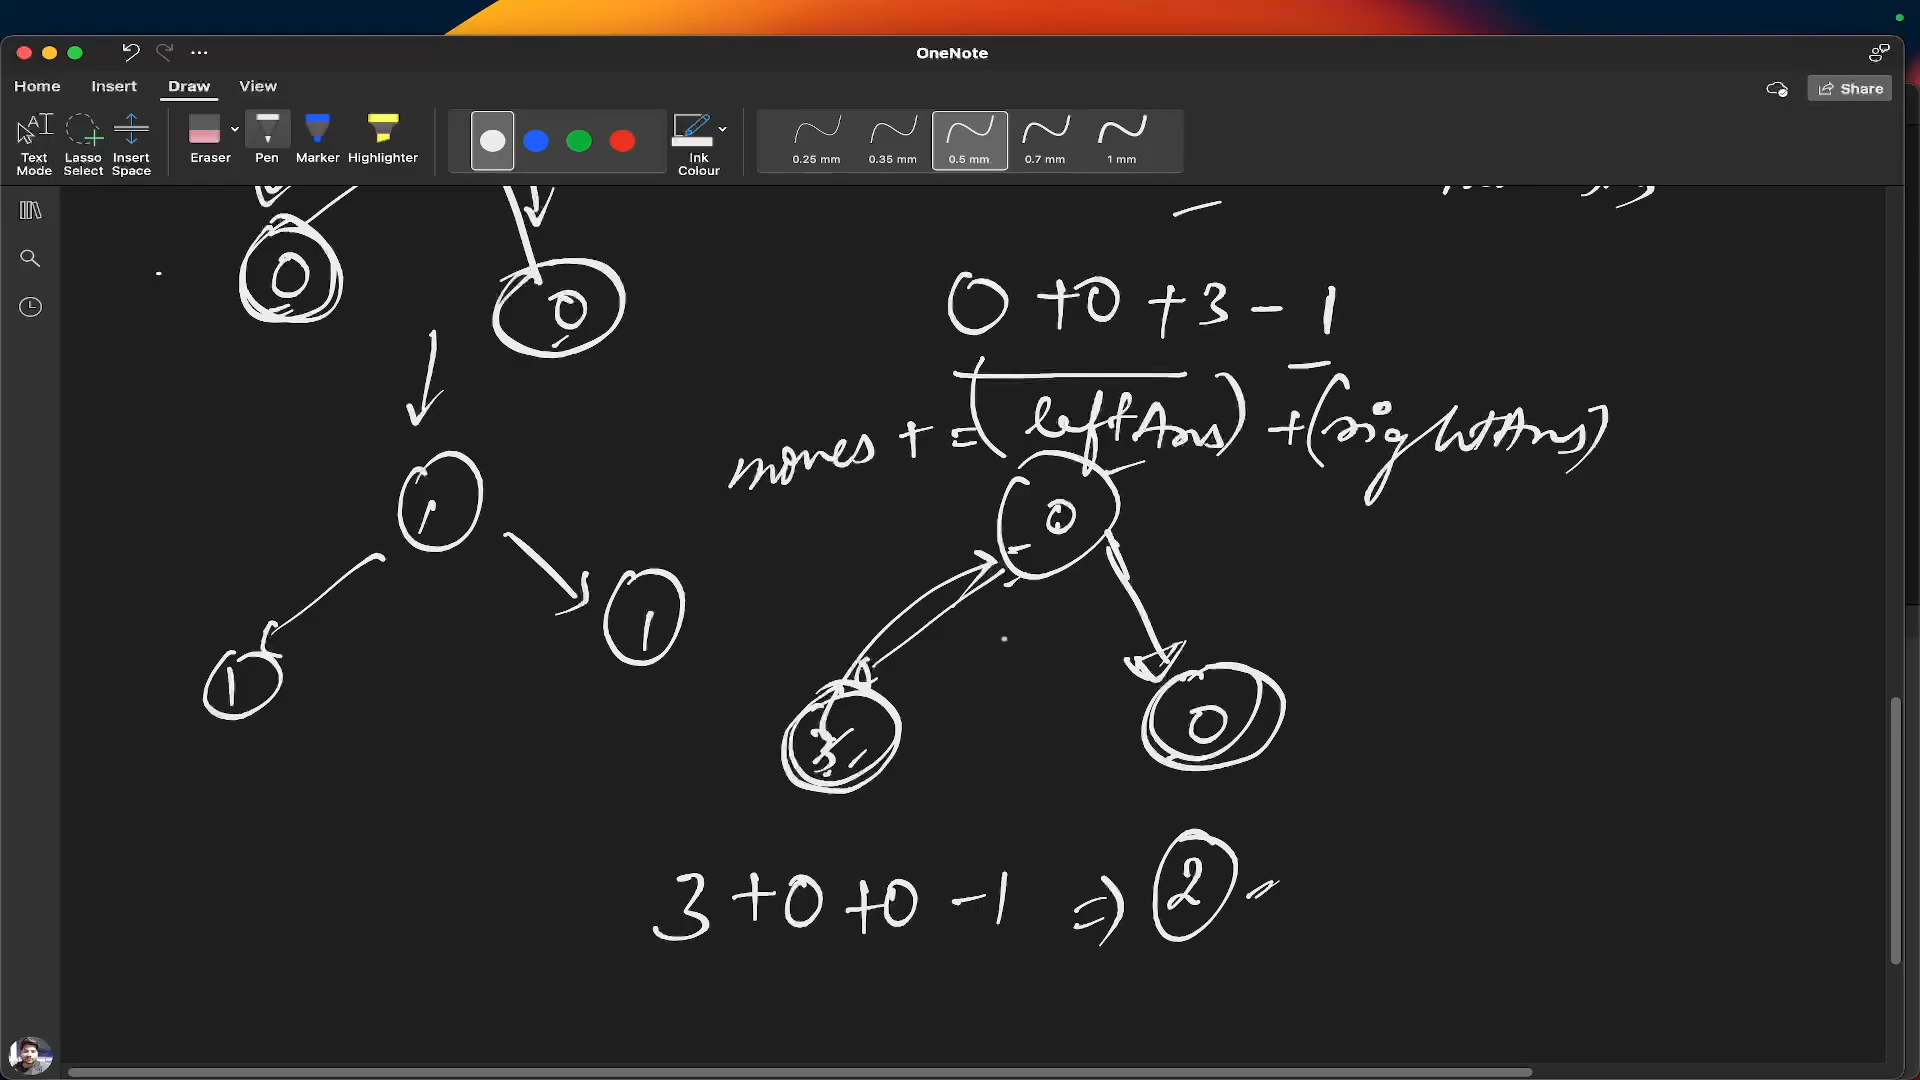 OneNote
Home Insert Draw View
Share
Text Mode
Lasso Select
Insert Space
Eraser
Pen
Marker
Highlighter
Ink Colour
0.25 mm
0.35 mm
0.5 mm
0.7 mm
1 mm
0
0
0 + 0 + 3 - 1
moves + = (leftAns) + (rightAns)
1
0
1
1
3
0
3 + 0 + 0 - 1 => 2